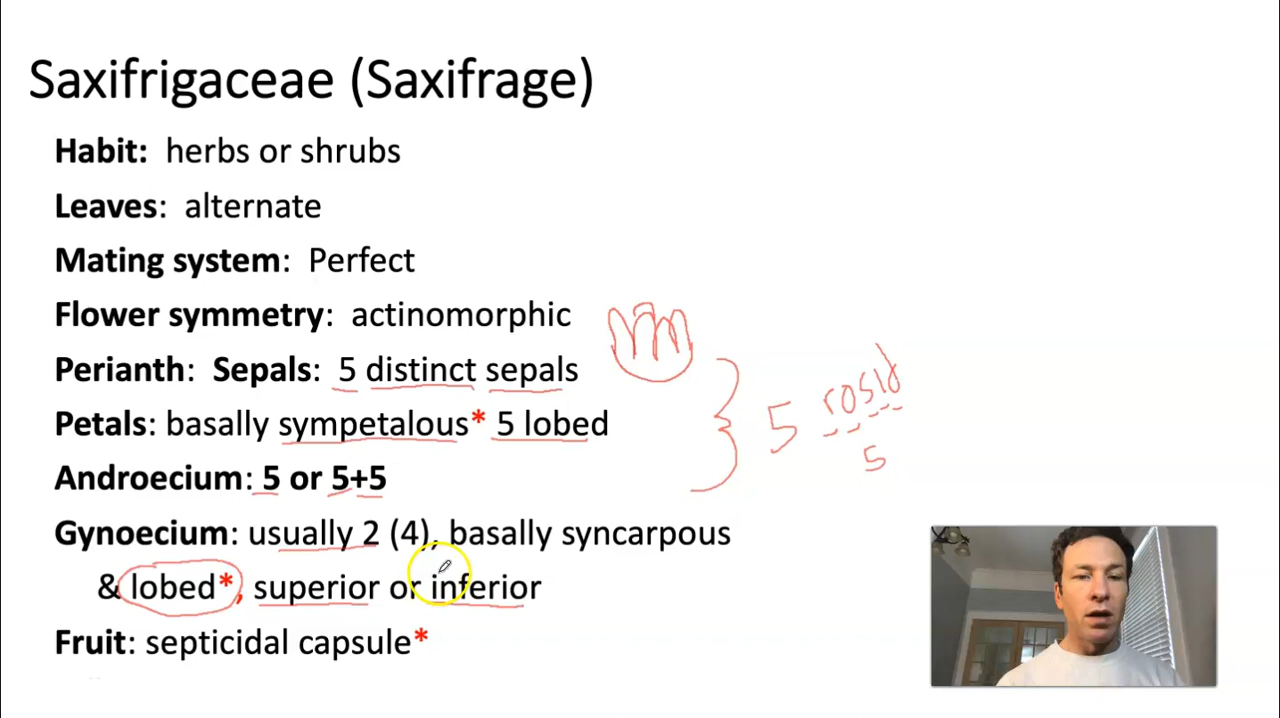 Saxifrigaceae (Saxifrage)
Habit: herbs or shrubs
Leaves: alternate
Mating system: Perfect
Flower symmetry: actinomorphic
Perianth: Sepals: 5 distinct sepals
Petals: basally sympetalous* 5 lobed
5 rosid
5
Androecium: 5 or 5+5
Gynoecium: usually 2 (4), basally syncarpous
& lobed*, superior or inferior
Fruit: septicidal capsule*